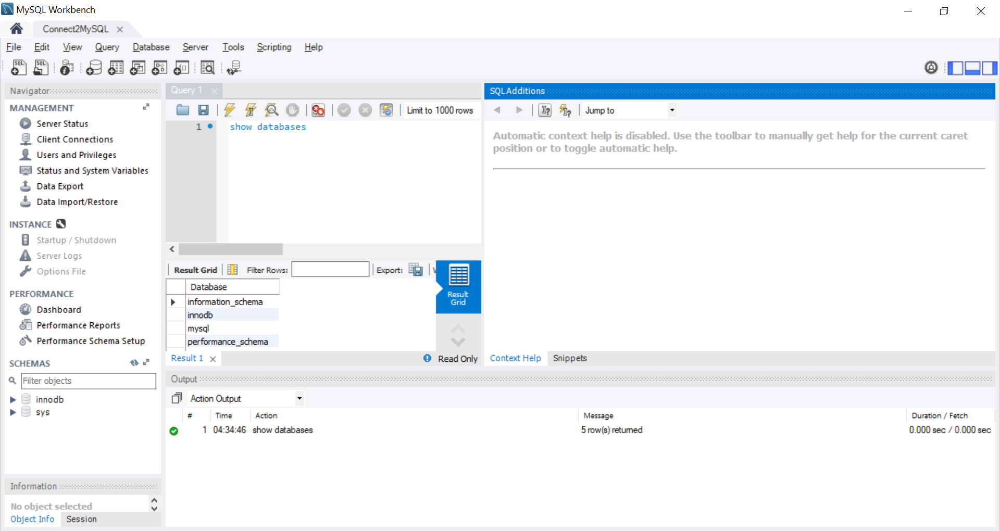 MySQL Workbench
Connect2MySQL
File Edit View Query Database Server Tools Scripting Help
SQL SQL
Navigator
MANAGEMENT
Server Status
Client Connections
Users and Privileges
Status and System Variables
Data Export
Data Import/Restore
INSTANCE
Startup / Shutdown
Server Logs
Options File
PERFORMANCE
Dashboard
Performance Reports
Performance Schema Setup
SCHEMAS
Filter objects
innodb
sys
Information
No object selected
Object Info Session
Query 1
Limit to 1000 rows
1 show databases
Result Grid Filter Rows: Export:
Database
information_schema
innodb
mysql
performance_schema
Result
Grid
Result 1 Read Only
SQLAdditions
Jump to
Automatic context help is disabled. Use the toolbar to manually get help for the current caret
position or to toggle automatic help.
Context Help Snippets
Output
Action Output
# Time Action Message Duration / Fetch
1 04:34:46 show databases 5 row(s) returned 0.000 sec / 0.000 sec